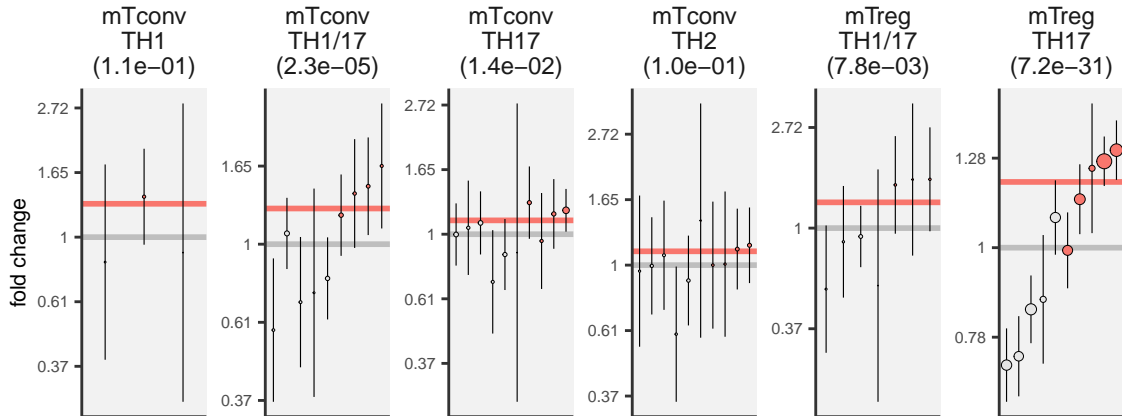 mTconv
TH1
(1.1e−01)
mTconv
TH1/17
(2.3e−05)
mTconv
TH17
(1.4e−02)
mTconv
TH2
(1.0e−01)
mTreg
TH1/17
(7.8e−03)
mTreg
TH17
(7.2e−31)
fold change
2.72
1.65
1
0.61
0.37
1.65
1
0.61
0.37
2.72
1.65
1
0.61
0.37
2.72
1.65
1
0.61
0.37
2.72
1
0.37
1.28
1
0.78